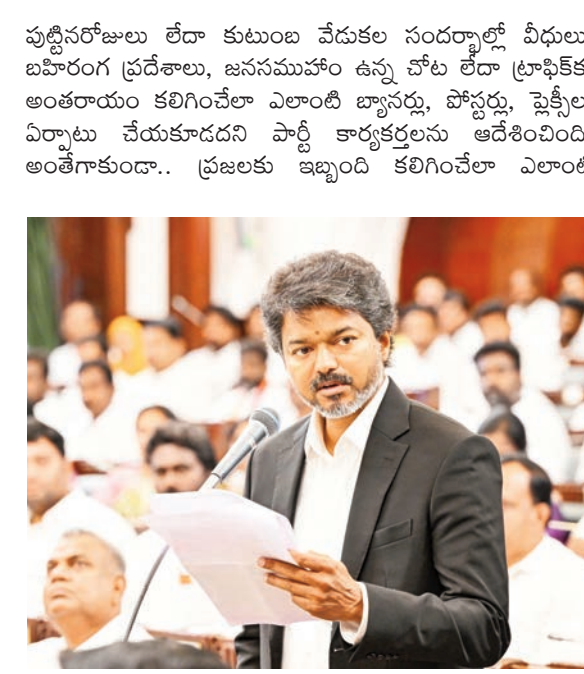 పుట్టినరోజులు లేదా కుటుంబ వేడుకల సందర్భాల్లో వీధులు
బహిరంగ ప్రదేశాలు, జనసమూహాం ఉన్న చోట లేదా ట్రాఫిక్‌క
అంతరాయం కలిగించేలా ఎలాంటి బ్యానర్లు, పోస్టర్లు, ఫ్లెక్సీల
ఏర్పాటు చేయకూడదని పార్టీ కార్యకర్తలను ఆదేశించింది
అంతేగాకుండా.. ప్రజలకు ఇబ్బంది కలిగించేలా ఎలాంటి